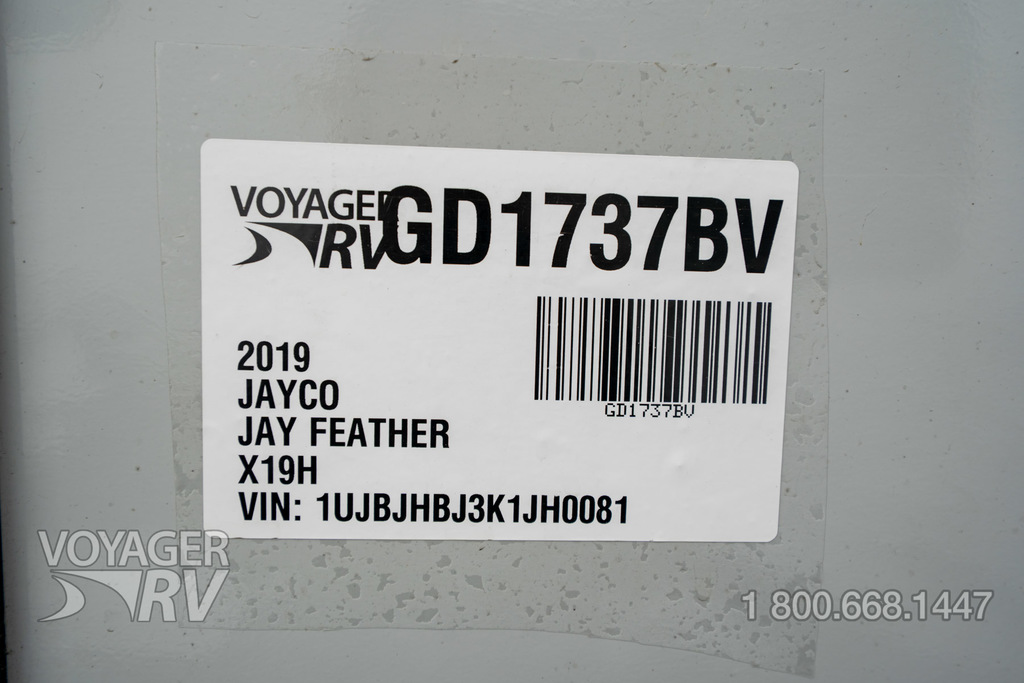 VOYAGER
RV
GD1737BV
GD1737BV
2019
JAYCO
JAY FEATHER
X19H
VIN: 1UJBJHBJ3K1JH0081
VOYAGER
RV
1 800.668.1447